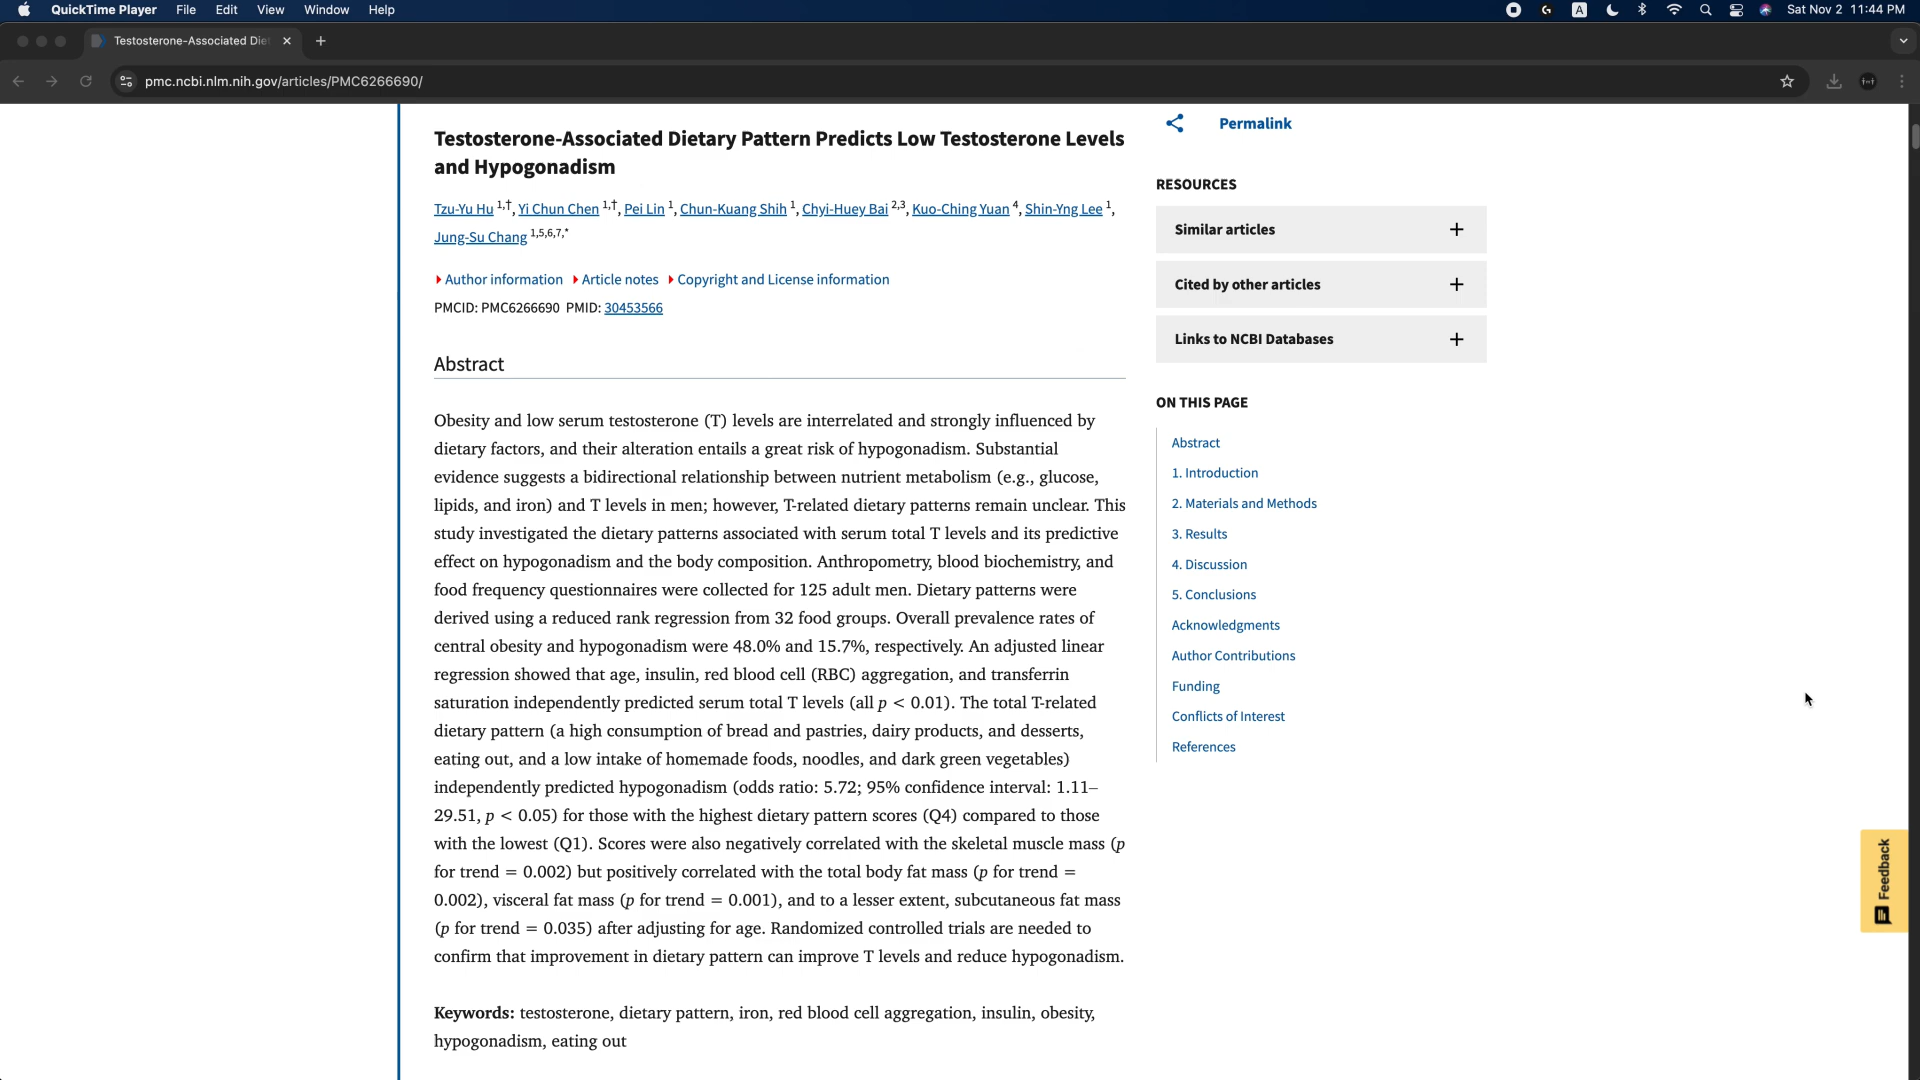 QuickTime Player File Edit View Window Help
A
Sat Nov 2 11:44 PM
Testosterone-Associated Die
pmc.ncbi.nlm.nih.gov/articles/PMC6266690/
Testosterone-Associated Dietary Pattern Predicts Low Testosterone Levels
and Hypogonadism
Tzu-Yu Hu 1,†, Yi Chun Chen 1,†, Pei Lin 1, Chun-Kuang Shih 1, Chyi-Huey Bai 2,3, Kuo-Ching Yuan 4, Shin-Yng Lee 1,
Jung-Su Chang 1,5,6,7,*
Author information Article notes Copyright and License information
PMCID: PMC6266690 PMID: 30453566
Abstract
Obesity and low serum testosterone (T) levels are interrelated and strongly influenced by
dietary factors, and their alteration entails a great risk of hypogonadism. Substantial
evidence suggests a bidirectional relationship between nutrient metabolism (e.g., glucose,
lipids, and iron) and T levels in men; however, T-related dietary patterns remain unclear. This
study investigated the dietary patterns associated with serum total T levels and its predictive
effect on hypogonadism and the body composition. Anthropometry, blood biochemistry, and
food frequency questionnaires were collected for 125 adult men. Dietary patterns were
derived using a reduced rank regression from 32 food groups. Overall prevalence rates of
central obesity and hypogonadism were 48.0% and 15.7%, respectively. An adjusted linear
regression showed that age, insulin, red blood cell (RBC) aggregation, and transferrin
saturation independently predicted serum total T levels (all p < 0.01). The total T-related
dietary pattern (a high consumption of bread and pastries, dairy products, and desserts,
eating out, and a low intake of homemade foods, noodles, and dark green vegetables)
independently predicted hypogonadism (odds ratio: 5.72; 95% confidence interval: 1.11–
29.51, p < 0.05) for those with the highest dietary pattern scores (Q4) compared to those
with the lowest (Q1). Scores were also negatively correlated with the skeletal muscle mass (p
for trend = 0.002) but positively correlated with the total body fat mass (p for trend =
0.002), visceral fat mass (p for trend = 0.001), and to a lesser extent, subcutaneous fat mass
(p for trend = 0.035) after adjusting for age. Randomized controlled trials are needed to
confirm that improvement in dietary pattern can improve T levels and reduce hypogonadism.
Keywords: testosterone, dietary pattern, iron, red blood cell aggregation, insulin, obesity,
hypogonadism, eating out
Permalink
RESOURCES
Similar articles
Cited by other articles
Links to NCBI Databases
ON THIS PAGE
Abstract
1. Introduction
2. Materials and Methods
3. Results
4. Discussion
5. Conclusions
Acknowledgments
Author Contributions
Funding
Conflicts of Interest
References
Feedback